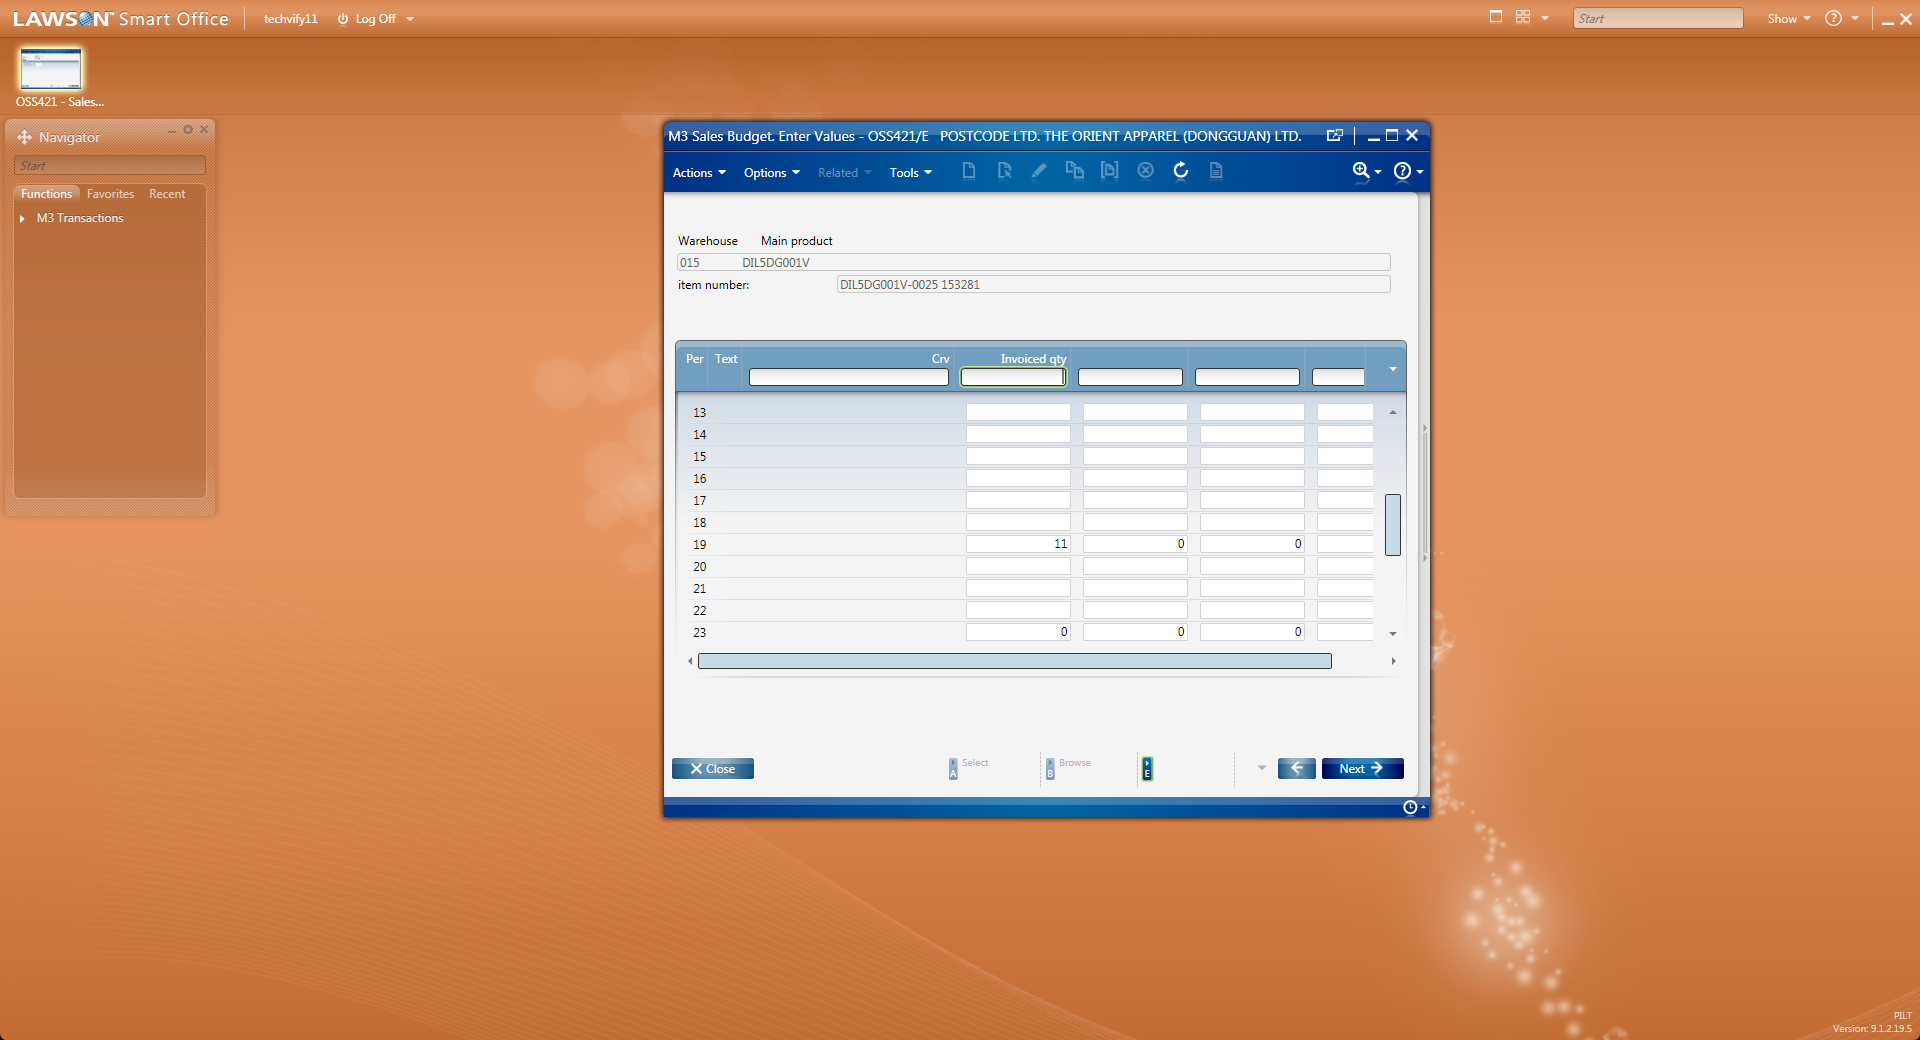 LAWSON™ Smart Office
techvify11
Log Off
Start
Show
OSS421 - Sales...
Navigator
Start
Functions Favorites Recent
M3 Transactions
M3 Sales Budget. Enter Values - OSS421/E POSTCODE LTD. THE ORIENT APPAREL (DONGGUAN) LTD.
Actions Options Related Tools
Warehouse Main product
015 DIL5DG001V
item number: DIL5DG001V-0025 153281
Per Text Crv Invoiced qty
13
14
15
16
17
18
19 11 0 0
20
21
22
23 0 0 0
Close
A Select
B Browse
E
Next
PILT
Version: 9.1.2.19.5